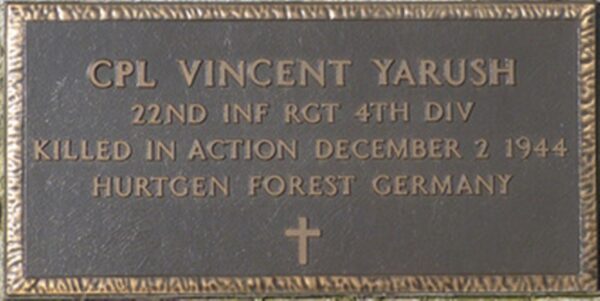 CPL VINCENT YARUSH
22ND INF RGT 4TH DIV
KILLED IN ACTION DECEMBER 2 1944
HURTGEN FOREST GERMANY